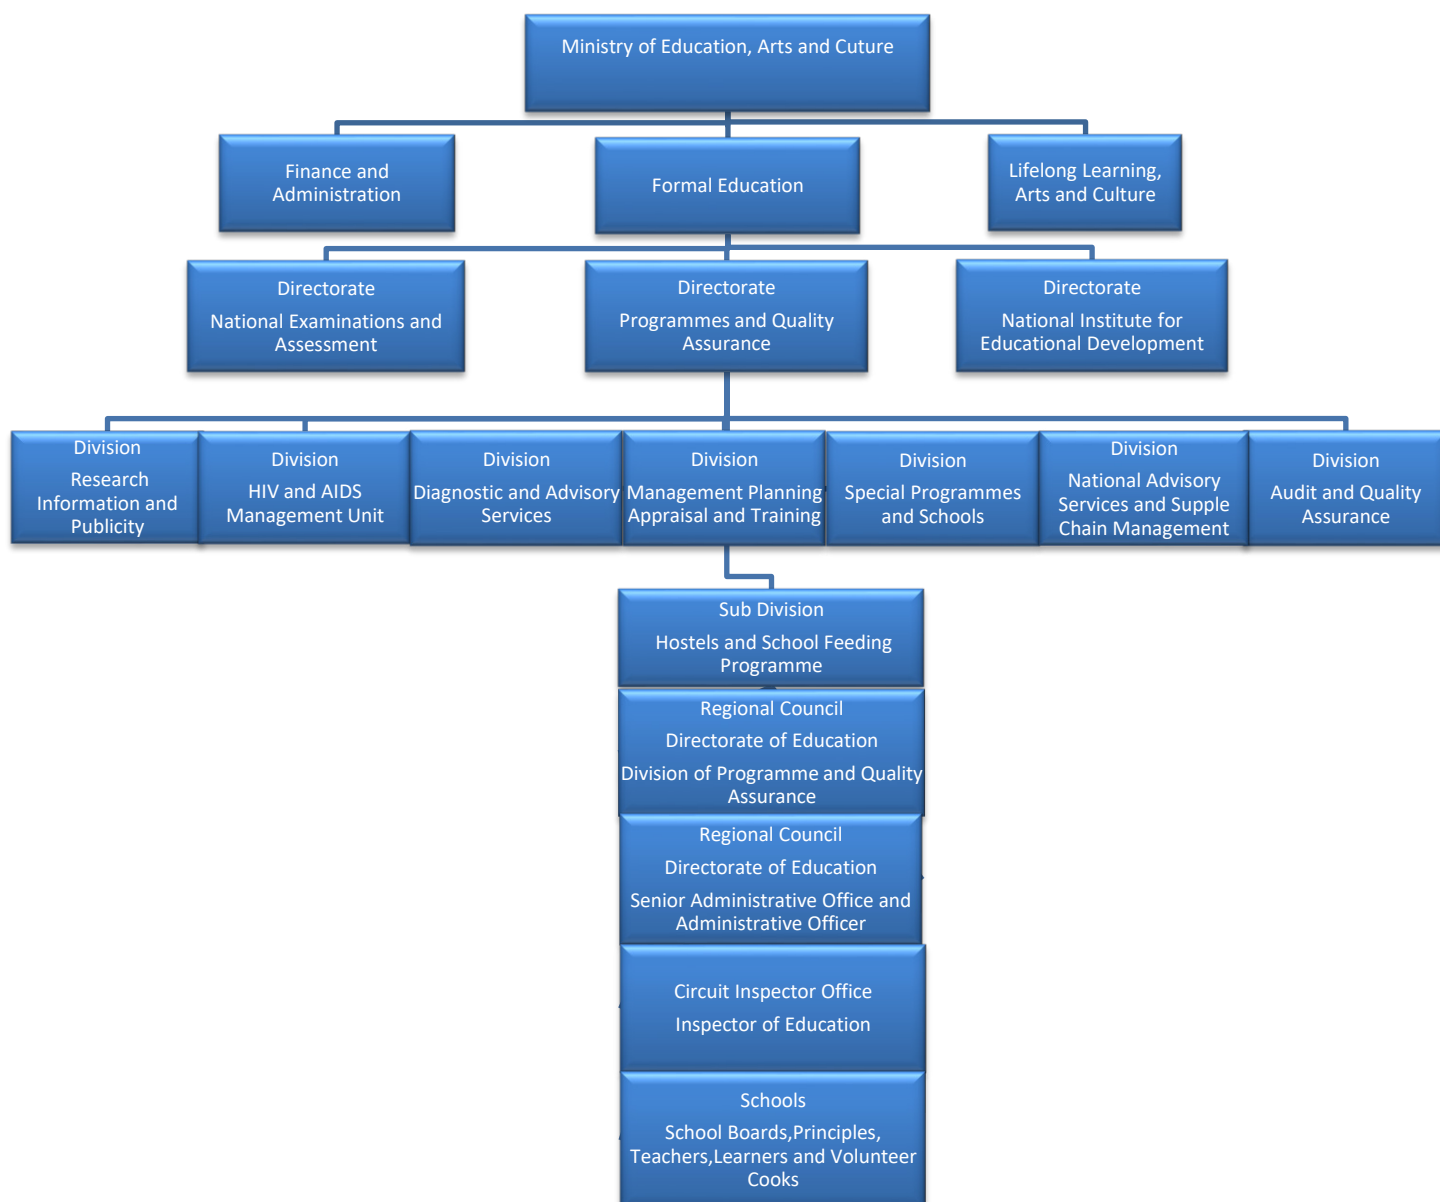 Ministry of Education, Arts and Cuture
Finance and
Administration
Formal Education
Lifelong Learning,
Arts and Culture
Directorate
National Examinations and
Assessment
Directorate
Programmes and Quality
Assurance
Directorate
National Institute for
Educational Development
Division
Research
Information and
Publicity
Division
HIV and AIDS
Management Unit
Division
Diagnostic and Advisory
Services
Division
Management Planning
Appraisal and Training
Division
Special Programmes
and Schools
Division
National Advisory
Services and Supple
Chain Management
Division
Audit and Quality
Assurance
Sub Division
Hostels and School Feeding
Programme
Regional Council
Directorate of Education
Division of Programme and Quality
Assurance
Regional Council
Directorate of Education
Senior Administrative Office and
Administrative Officer
Circuit Inspector Office
Inspector of Education
Schools
School Boards,Principles,
Teachers,Learners and Volunteer
Cooks